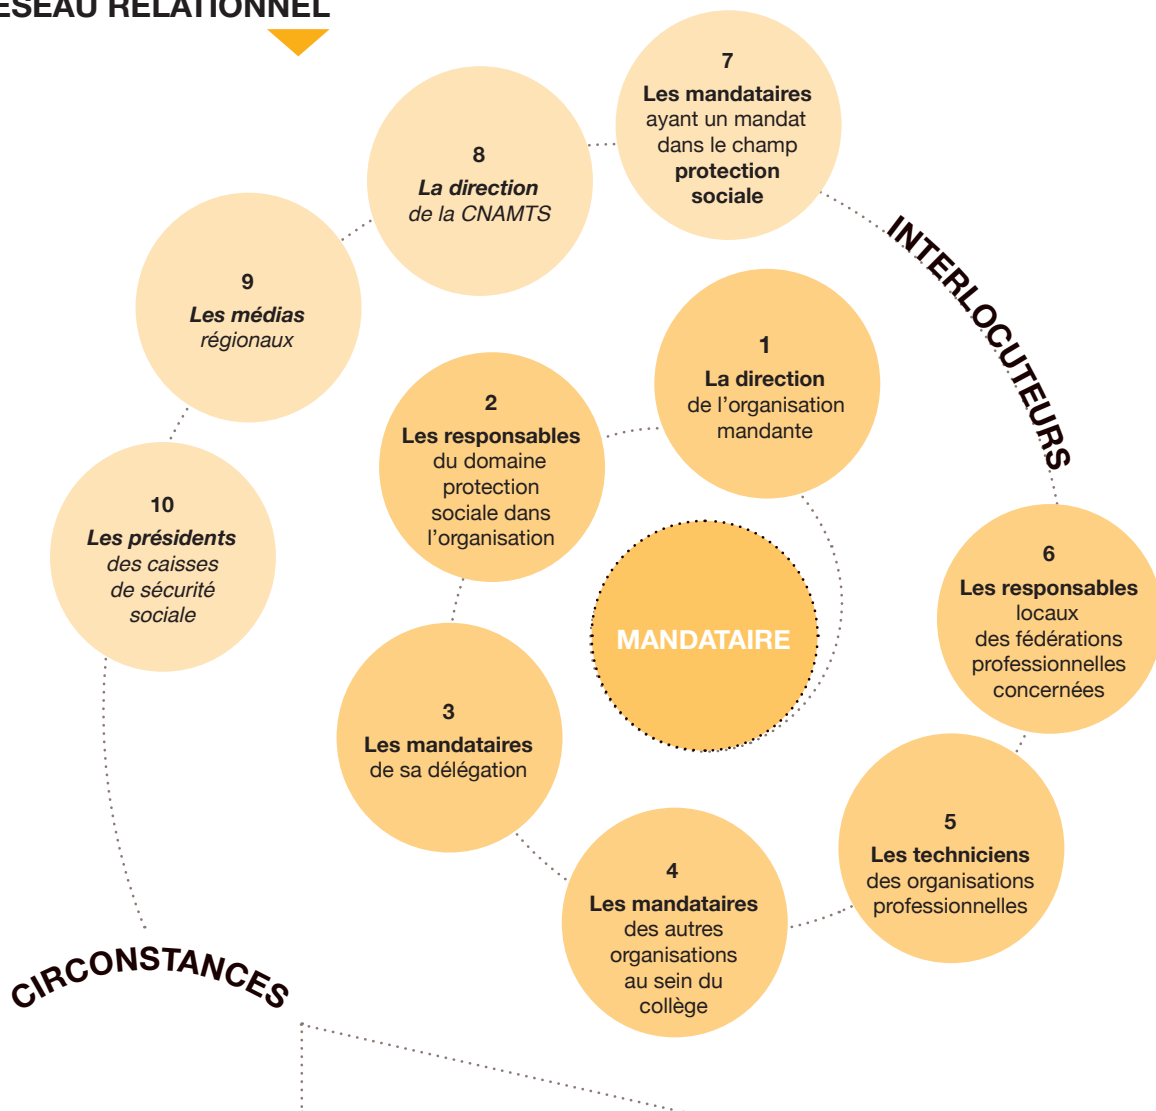 ESEAU RELATIONNEL
7
Les mandataires
ayant un mandat
dans le champ
protection
sociale
8
La direction
de la CNAMTS
INTERLOCUTEURS
9
Les médias
régionaux
1
La direction
de l’organisation
mandante
2
Les responsables
du domaine
protection
sociale dans
l’organisation
10
Les présidents
des caisses
de sécurité
sociale
6
Les responsables
locaux
des fédérations
professionnelles
concernées
MANDATAIRE
3
Les mandataires
de sa délégation
5
Les techniciens
des organisations
professionnelles
4
Les mandataires
des autres
organisations
au sein du
collège
CIRCONSTANCES